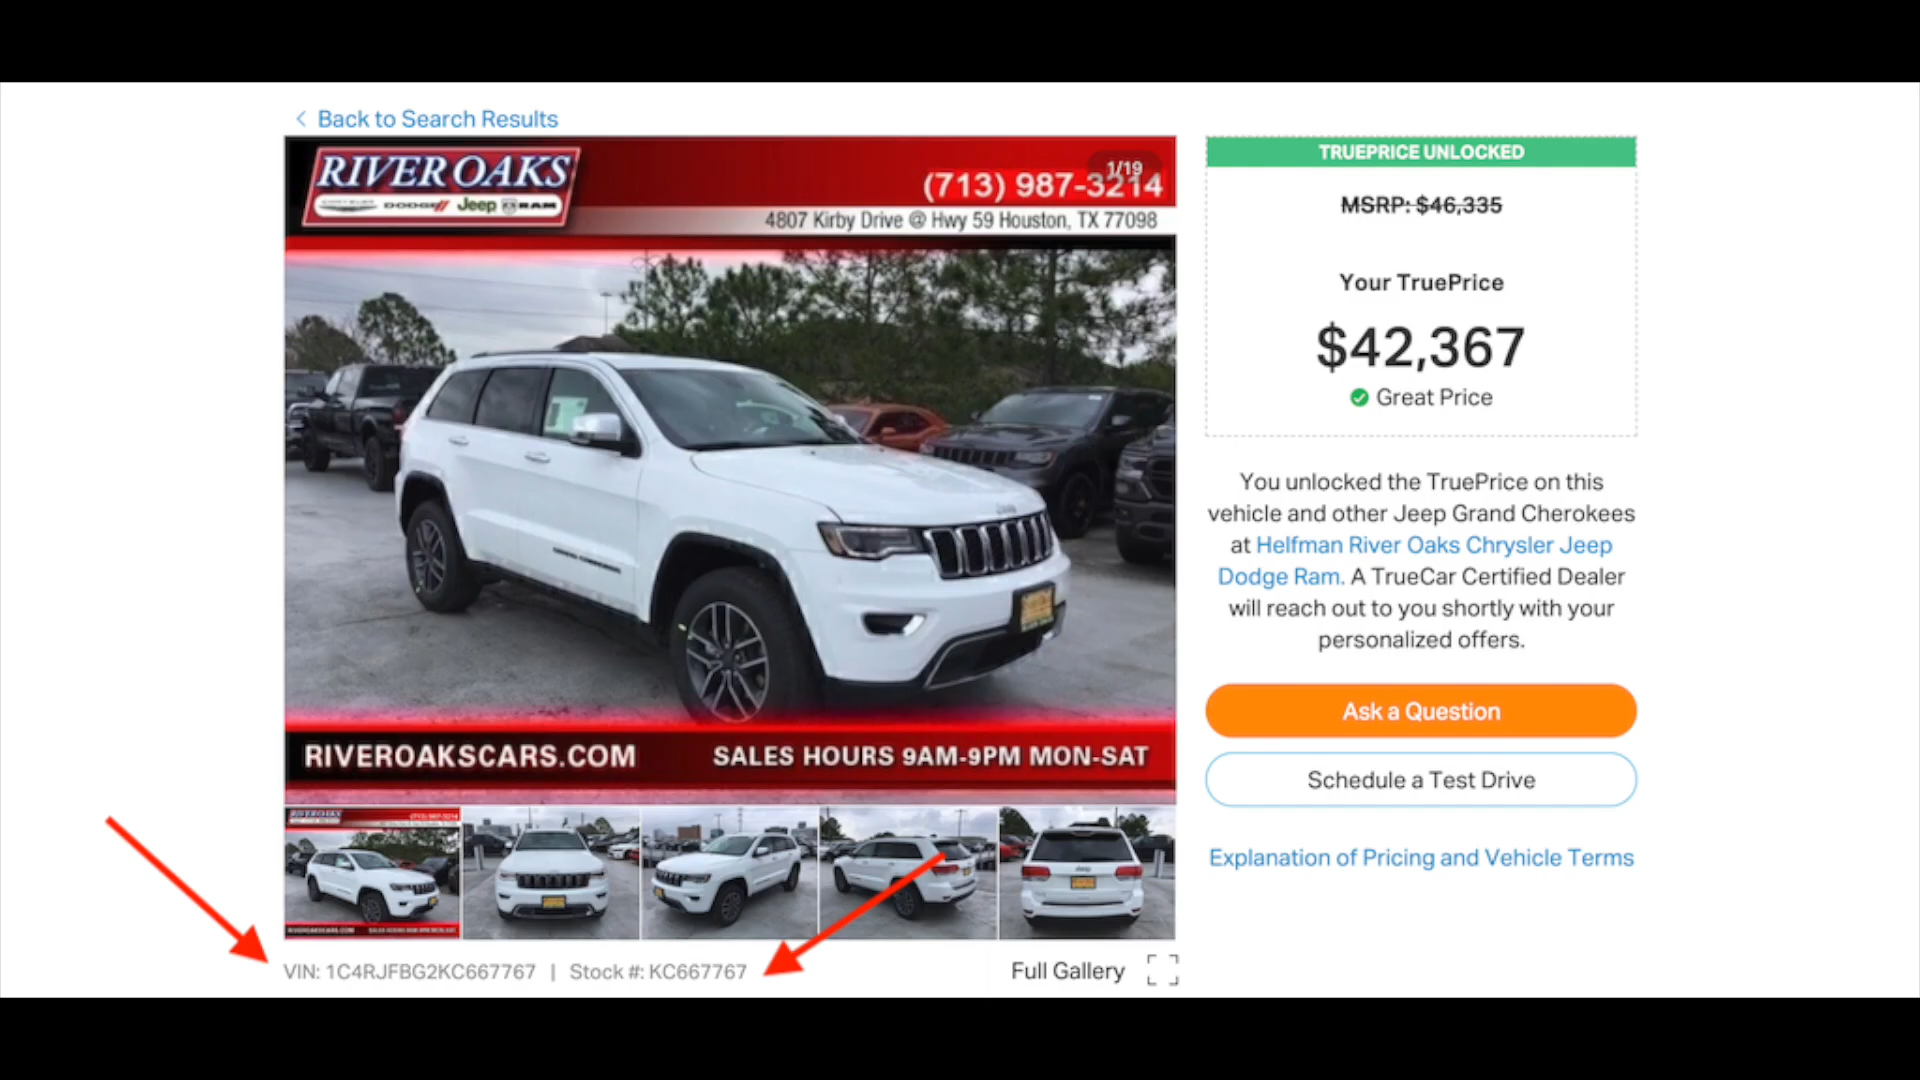 Back to Search Results
RIVER OAKS
CHRYSLER DODGE Jeep RAM
1/19
(713) 987-3214
4807 Kirby Drive @ Hwy 59 Houston, TX 77098
RIVEROAKSCARS.COM
SALES HOURS 9AM-9PM MON-SAT
VIN: 1C4RJFBG2KC667767 | Stock #: KC667767
Full Gallery
TRUEPRICE UNLOCKED
MSRP: $46,335
Your TruePrice
$42,367
Great Price
You unlocked the TruePrice on this
vehicle and other Jeep Grand Cherokees
at Helfman River Oaks Chrysler Jeep
Dodge Ram. A TrueCar Certified Dealer
will reach out to you shortly with your
personalized offers.
Ask a Question
Schedule a Test Drive
Explanation of Pricing and Vehicle Terms